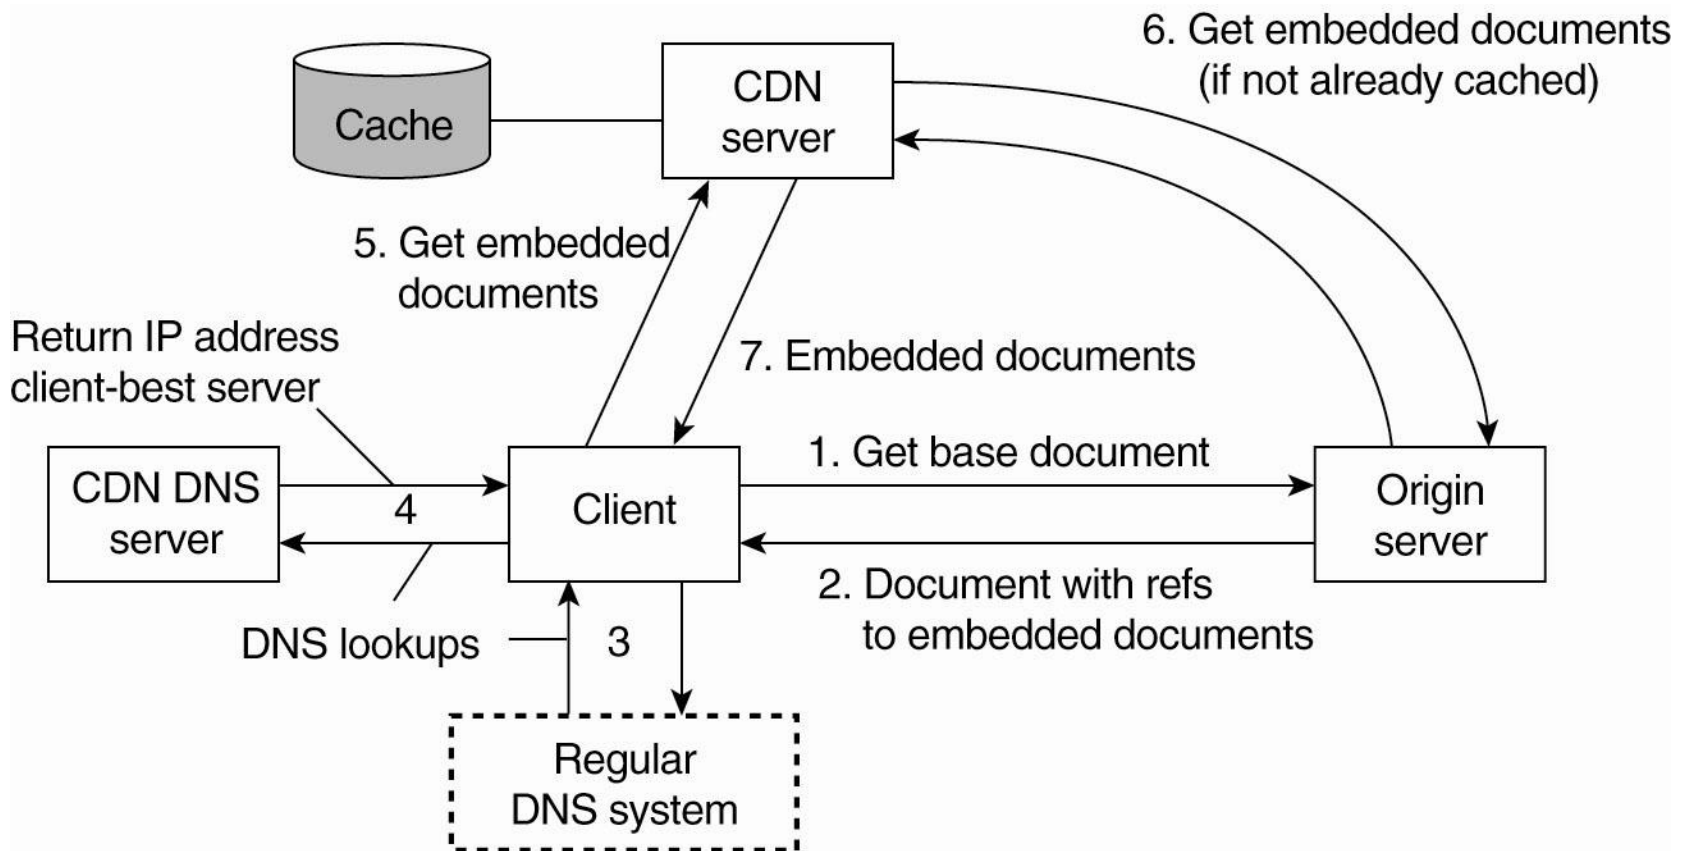 6. Get embedded documents
(if not already cached)
CDN
server
Cache
5. Get embedded
documents
Return IP address
client-best server
7. Embedded documents
1. Get base document
CDN DNS
server
4
Client
Origin
server
2. Document with refs
to embedded documents
DNS lookups
3
Regular
DNS system